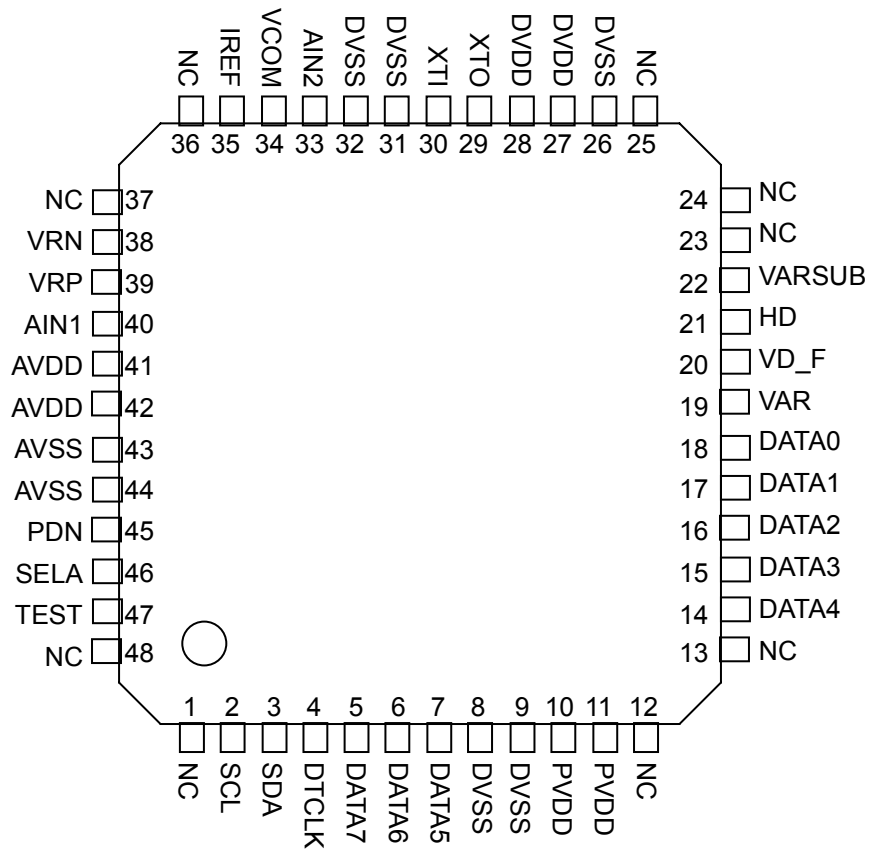 NC IREF VCOM AIN2 DVSS DVSS XTI XTO DVDD DVDD DVSS NC
36 35 34 33 32 31 30 29 28 27 26 25
NC 37 24 NC
VRN 38 23 NC
VRP 39 22 VARSUB
AIN1 40 21 HD
AVDD 41 20 VD_F
AVDD 42 19 VAR
AVSS 43 18 DATA0
AVSS 44 17 DATA1
PDN 45 16 DATA2
SELA 46 15 DATA3
TEST 47 14 DATA4
NC 48 13 NC
1 2 3 4 5 6 7 8 9 10 11 12
NC SCL SDA DTCLK DATA7 DATA6 DATA5 DVSS DVSS PVDD PVDD NC